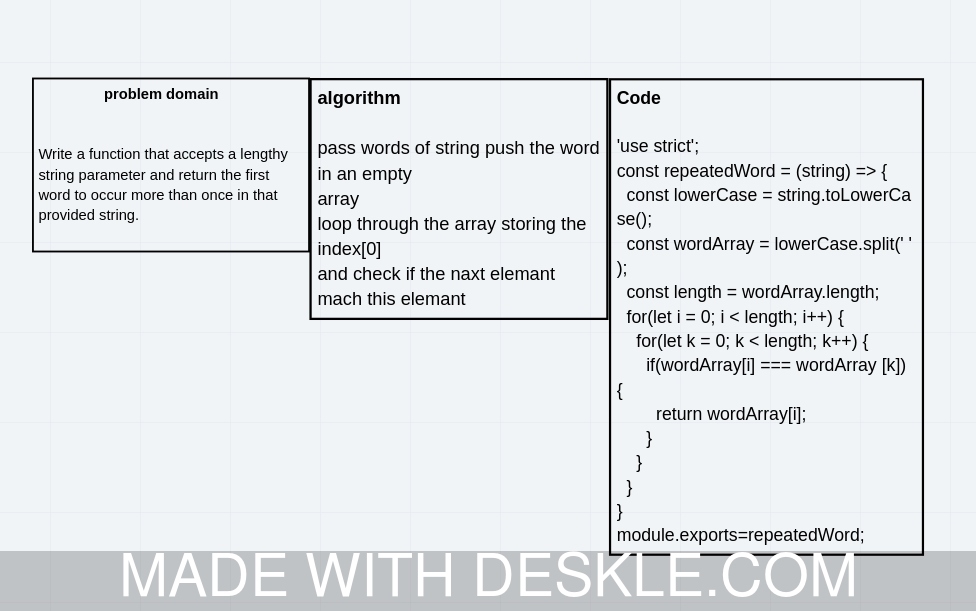 problem domain
Write a function that accepts a lengthy
string parameter and return the first
word to occur more than once in that
provided string.
algorithm
pass words of string push the word
in an empty
array
loop through the array storing the
index[0]
and check if the naxt elemant
mach this elemant
Code
'use strict';
const repeatedWord = (string) => {
const lowerCase = string.toLowerCa
se();
const wordArray = lowerCase.split(' '
);
const length = wordArray.length;
for(let i = 0; i < length; i++) {
for(let k = 0; k < length; k++) {
if(wordArray[i] === wordArray [k])
{
return wordArray[i];
}
}
}
}
module.exports=repeatedWord;
MADE WITH DESKLE.COM